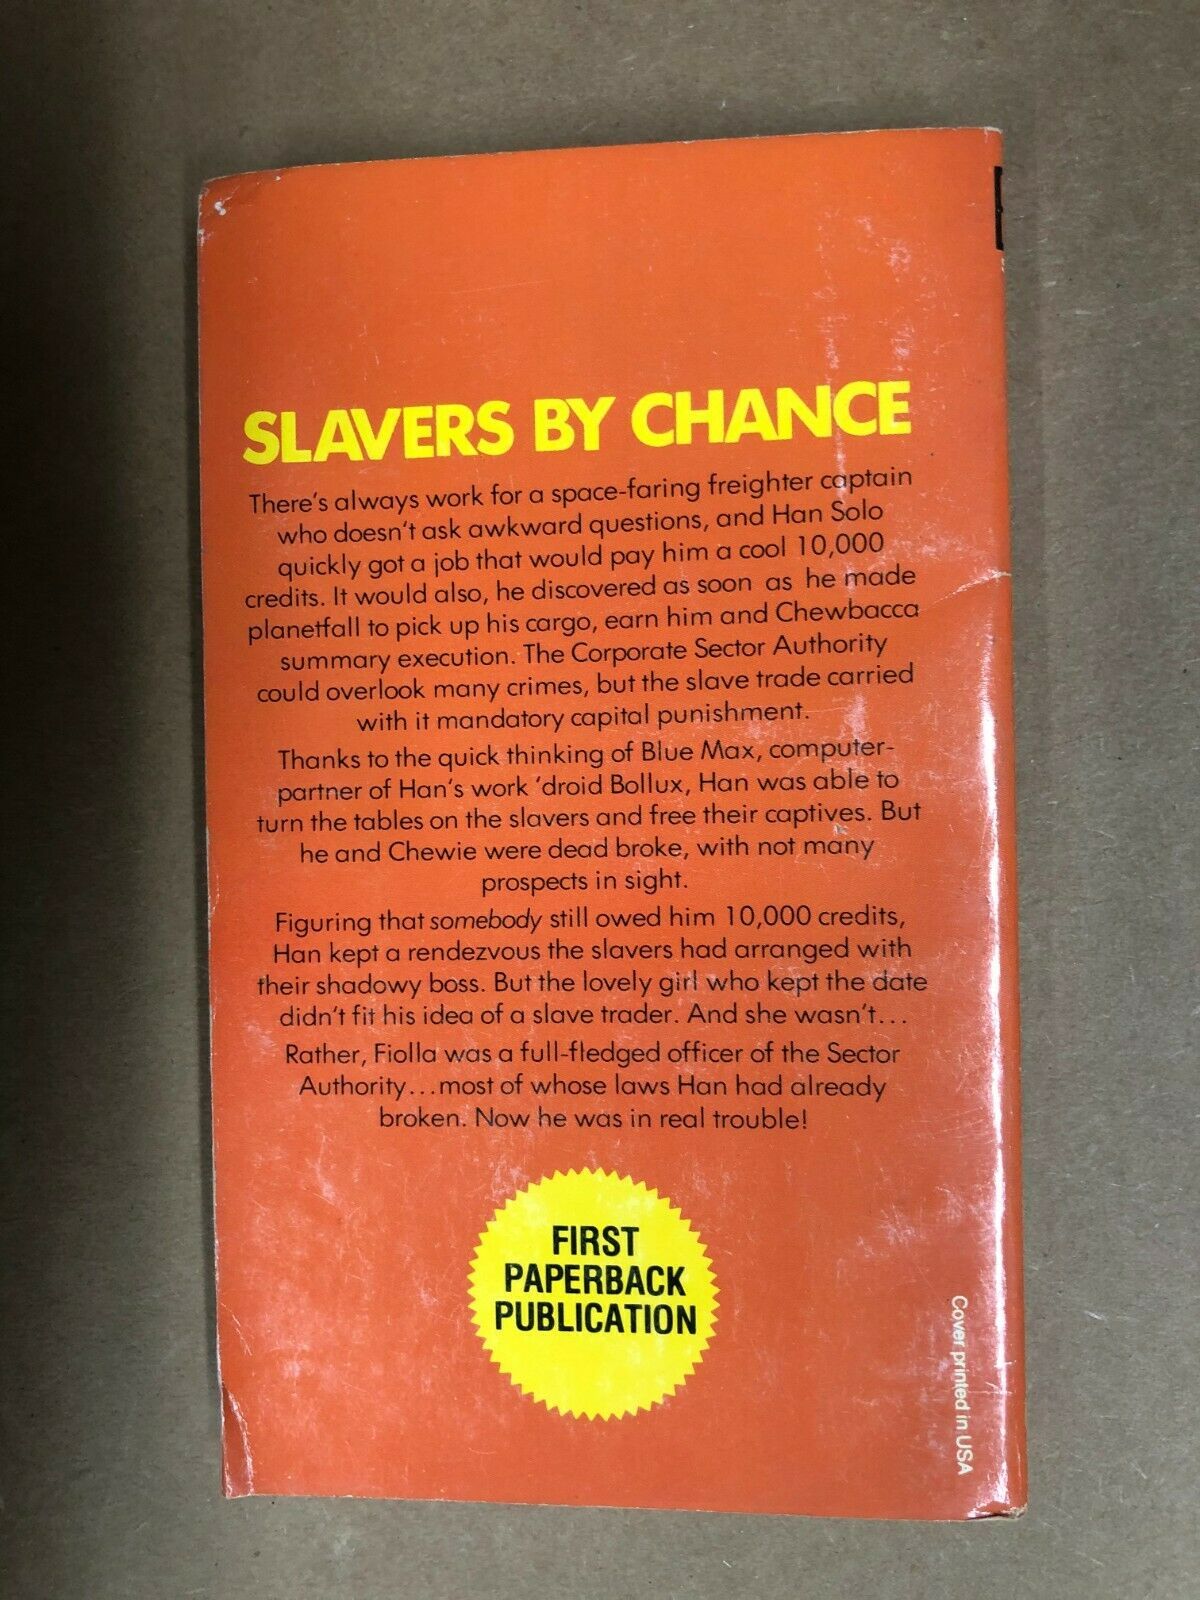 SLAVERS BY CHANCE
There's always work for a space-faring freighter captain
who doesn't ask awkward questions, and Han Solo
quickly got a job that would pay him a cool 10,000
credits. It would also, he discovered as soon as he made
planetfall to pick up his cargo, earn him and Chewbacca
summary execution. The Corporate Sector Authority
could overlook many crimes, but the slave trade carried
with it mandatory capital punishment.
Thanks to the quick thinking of Blue Max, computer-
partner of Han's work 'droid Bollux, Han was able to
turn the tables on the slavers and free their captives. But
he and Chewie were dead broke, with not many
prospects in sight.
Figuring that somebody still owed him 10,000 credits,
Han kept a rendezvous the slavers had arranged with
their shadowy boss. But the lovely girl who kept the date
didn't fit his idea of a slave trader. And she wasn't...
Rather, Fiolla was a full-fledged officer of the Sector
Authority...most of whose laws Han had already
broken. Now he was in real trouble!
FIRST
PAPERBACK
PUBLICATION
Cover printed in USA